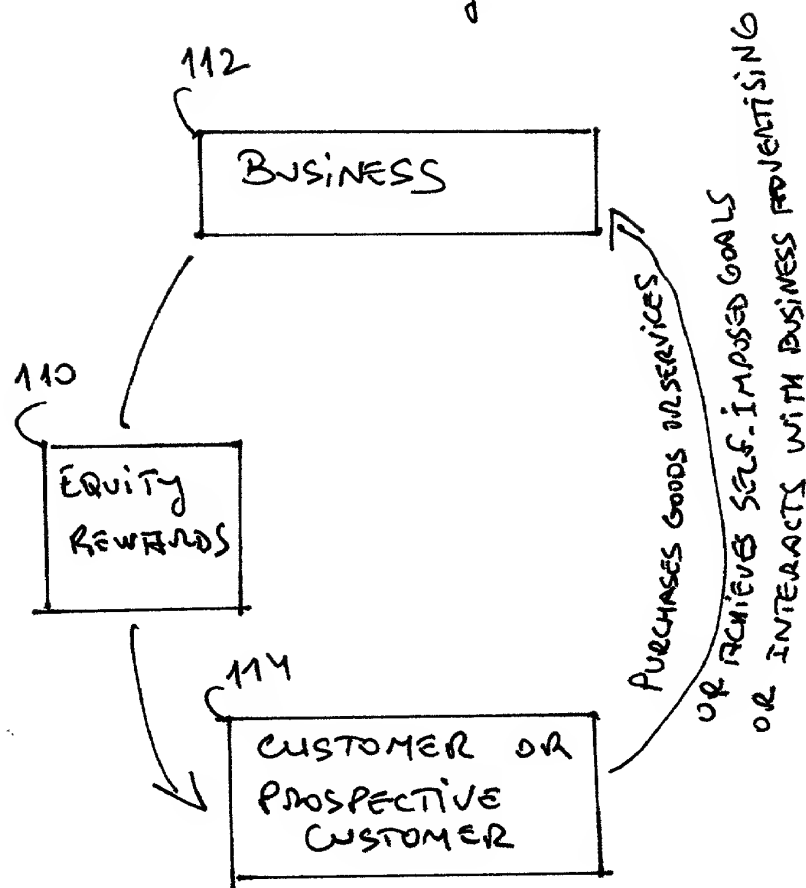 112
BUSINESS
110
EQUITY
REWARDS
114
CUSTOMER OR
PROSPECTIVE
CUSTOMER
PURCHASES GOODS OR SERVICES
OR ACHIEVES SELF-IMPOSED GOALS
OR INTERACTS WITH BUSINESS ADVERTISING